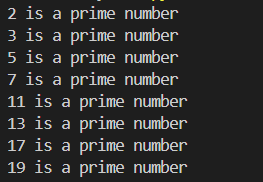 2 is a prime number
3 is a prime number
5 is a prime number
7 is a prime number
11 is a prime number
13 is a prime number
17 is a prime number
19 is a prime number